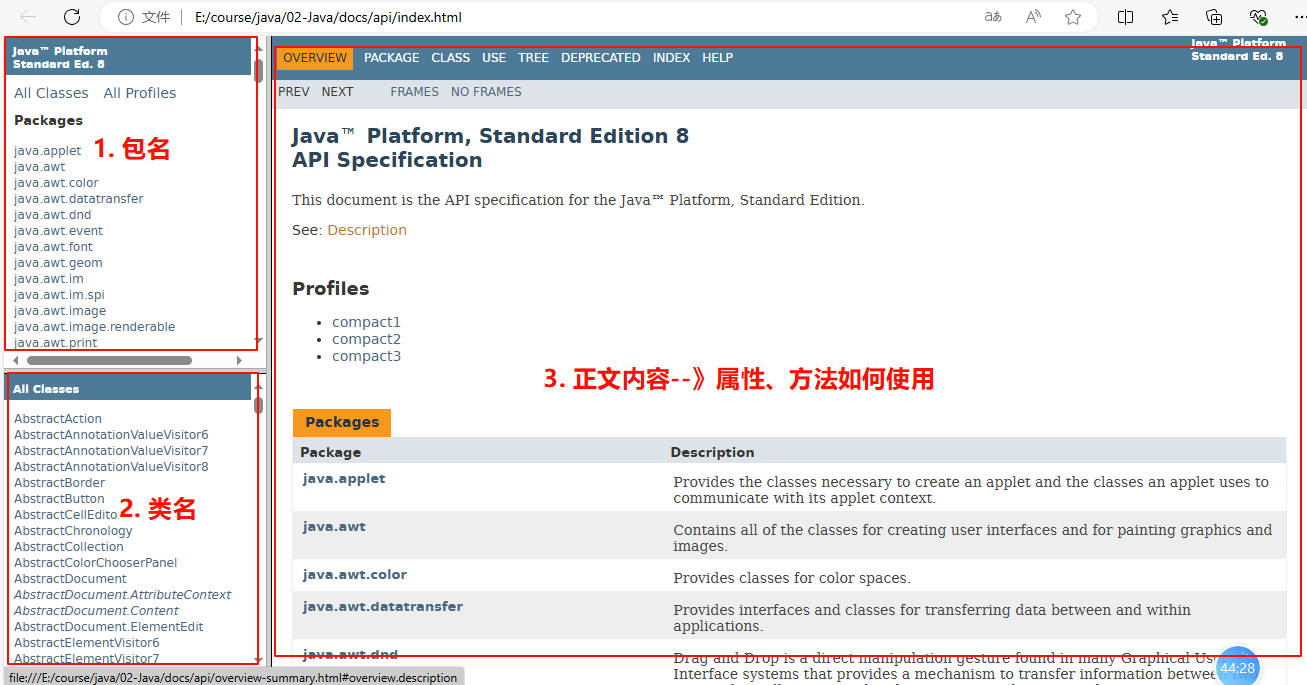 文件
E:/course/java/02-Java/docs/api/index.html
Java™ Platform
Standard Ed. 8
All Classes All Profiles
Packages
1. 包名
java.applet
java.awt
java.awt.color
java.awt.datatransfer
java.awt.dnd
java.awt.event
java.awt.font
java.awt.geom
java.awt.im
java.awt.im.spi
java.awt.image
java.awt.image.renderable
java.awt.print
All Classes
AbstractAction
AbstractAnnotationValueVisitor6
AbstractAnnotationValueVisitor7
AbstractAnnotationValueVisitor8
AbstractBorder
AbstractButton
AbstractCellEdito
2. 类名
AbstractChronology
AbstractCollection
AbstractColorChooserPanel
AbstractDocument
AbstractDocument.AttributeContext
AbstractDocument.Content
AbstractDocument.ElementEdit
AbstractElementVisitor6
AbstractElementVisitor7
file:///E:/course/java/02-Java/docs/api/overview-summary.html#overview.description
OVERVIEW PACKAGE CLASS USE TREE DEPRECATED INDEX HELP
Java™ Platform
Standard Ed. 8
PREV NEXT FRAMES NO FRAMES
Java™ Platform, Standard Edition 8
API Specification
This document is the API specification for the Java™ Platform, Standard Edition.
See: Description
Profiles
compact1
compact2
compact3
3. 正文内容--》属性、方法如何使用
Packages
Package Description
java.applet Provides the classes necessary to create an applet and the classes an applet uses to
communicate with its applet context.
java.awt Contains all of the classes for creating user interfaces and for painting graphics and
images.
java.awt.color Provides classes for color spaces.
java.awt.datatransfer Provides interfaces and classes for transferring data between and within
applications.
java.awt.dnd Drag and Drop is a direct manipulation gesture found in many Graphical
Interface systems that provides a mechanism to transfer information between
44:28